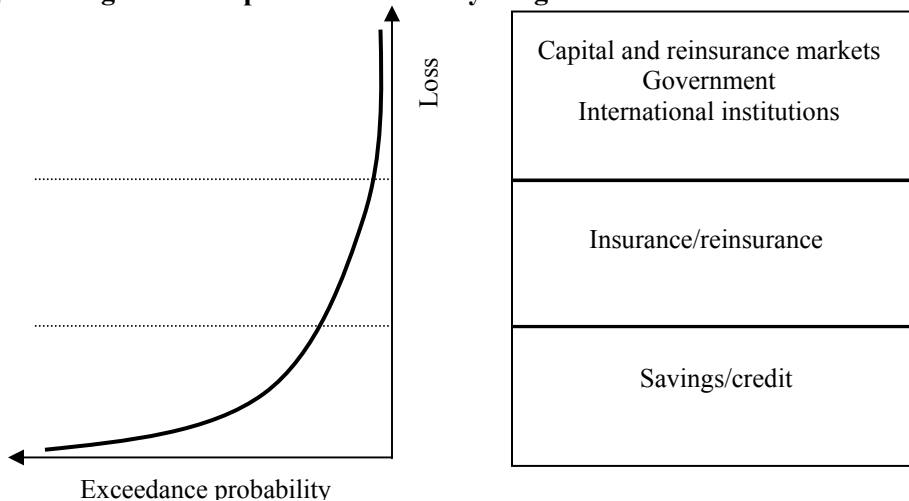 Loss
Exceedance probability
Capital and reinsurance markets
Government
International institutions
Insurance/reinsurance
Savings/credit